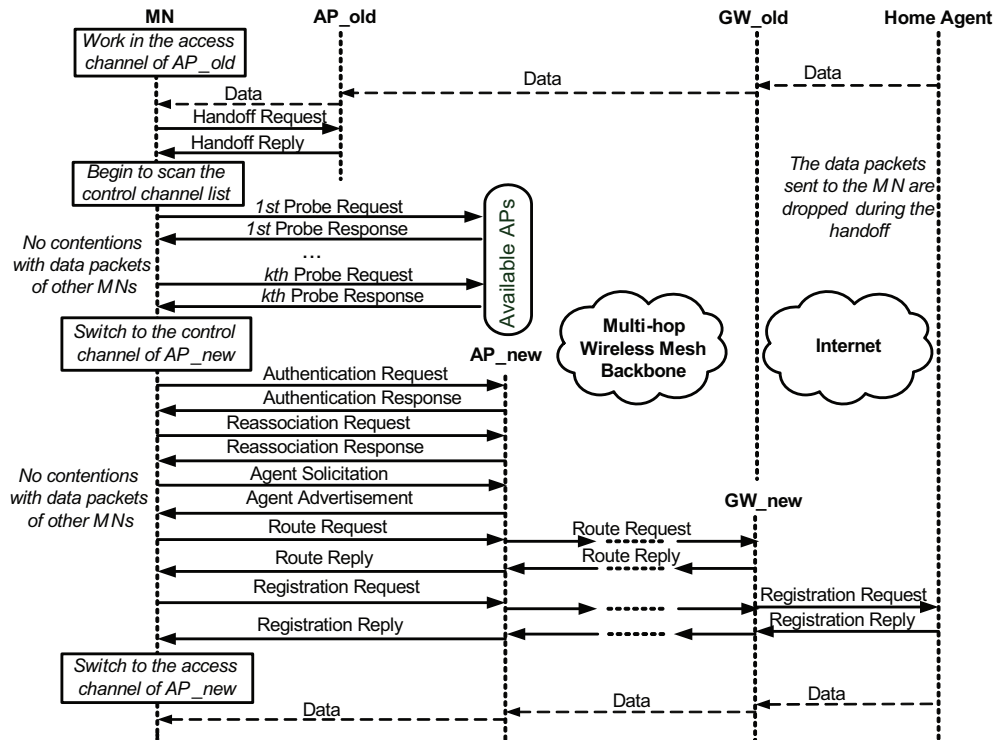 MN
AP_old
GW_old
Home Agent
Work in the access
channel of AP_old
Data
Data
Data
Handoff Request
Handoff Reply
Begin to scan the
control channel list
The data packets
sent to the MN are
dropped during the
handoff
1st Probe Request
1st Probe Response
...
kth Probe Request
kth Probe Response
No contentions
with data packets
of other MNs
Available APs
Switch to the control
channel of AP_new
Multi-hop
Wireless Mesh
Backbone
Internet
AP_new
Authentication Request
Authentication Response
Reassociation Request
Reassociation Response
Agent Solicitation
Agent Advertisement
No contentions
with data packets
of other MNs
GW_new
Route Request
Route Request
Route Reply
Route Reply
Registration Request
Registration Request
Registration Reply
Registration Reply
Switch to the access
channel of AP_new
Data
Data
Data